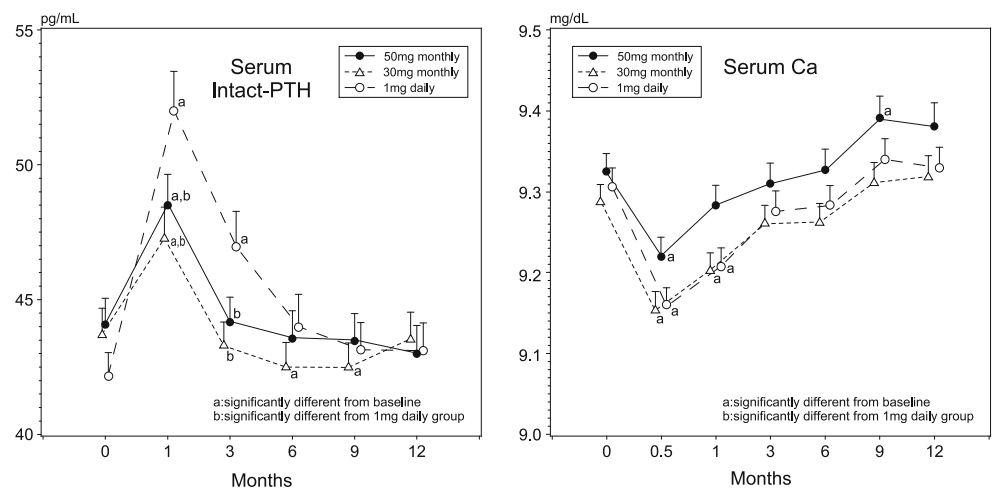 pg/mL
55
50
45
40
50mg monthly
30mg monthly
1mg daily
Serum
Intact-PTH
a
a,b
a,b
a
b
b
a
a
a:significantly different from baseline
b:significantly different from 1mg daily group
0 1 3 6 9 12
Months
mg/dL
9.5
9.4
9.3
9.2
9.1
9.0
50mg monthly
30mg monthly
1mg daily
Serum Ca
a
a
a
a
a
a
a:significantly different from baseline
b:significantly different from 1mg daily group
0 0.5 1 3 6 9 12
Months